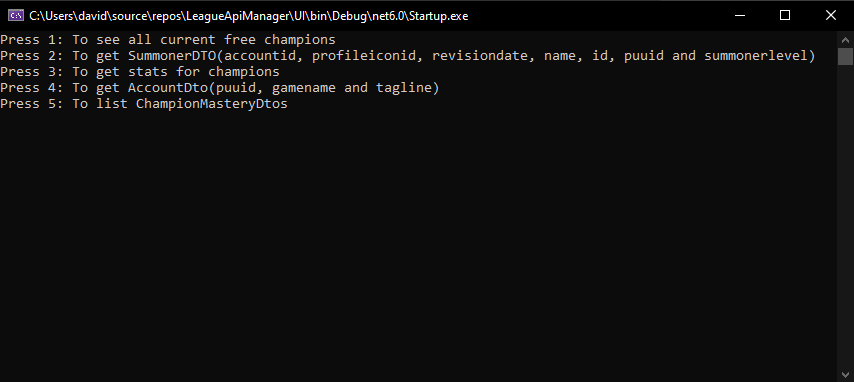 C:\Users\david\source\repos\LeagueApiManager\UI\bin\Debug\net6.0\Startup.exe
Press 1: To see all current free champions
Press 2: To get SummonerDTO(accountid, profileiconid, revisiondate, name, id, puuid and summonerlevel)
Press 3: To get stats for champions
Press 4: To get AccountDto(puuid, gamename and tagline)
Press 5: To list ChampionMasteryDtos